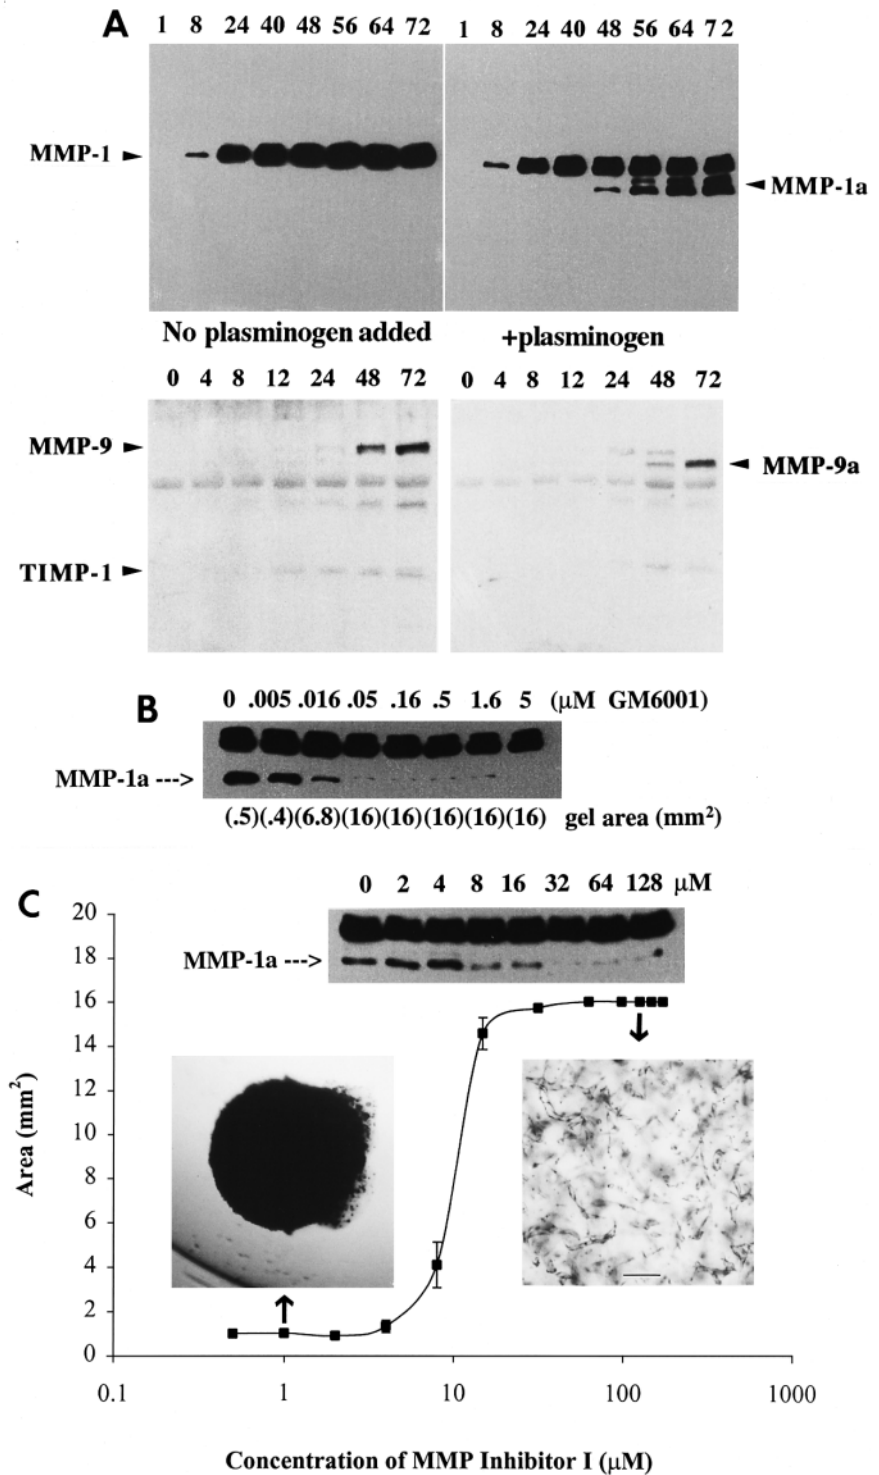 A
1 8 24 40 48 56 64 72 1 8 24 40 48 56 64 72
MMP-1
MMP-1a
No plasminogen added +plasminogen
0 4 8 12 24 48 72 0 4 8 12 24 48 72
MMP-9
MMP-9a
TIMP-1
B
0 .005 .016 .05 .16 .5 1.6 5 (μM GM6001)
MMP-1a --->
(.5)(.4)(6.8)(16)(16)(16)(16)(16) gel area (mm²)
C
0 2 4 8 16 32 64 128 μM
MMP-1a --->
20
18
16
14
12
10
8
6
4
2
0
Area (mm²)
0.1 1 10 100 1000
Concentration of MMP Inhibitor I (μM)